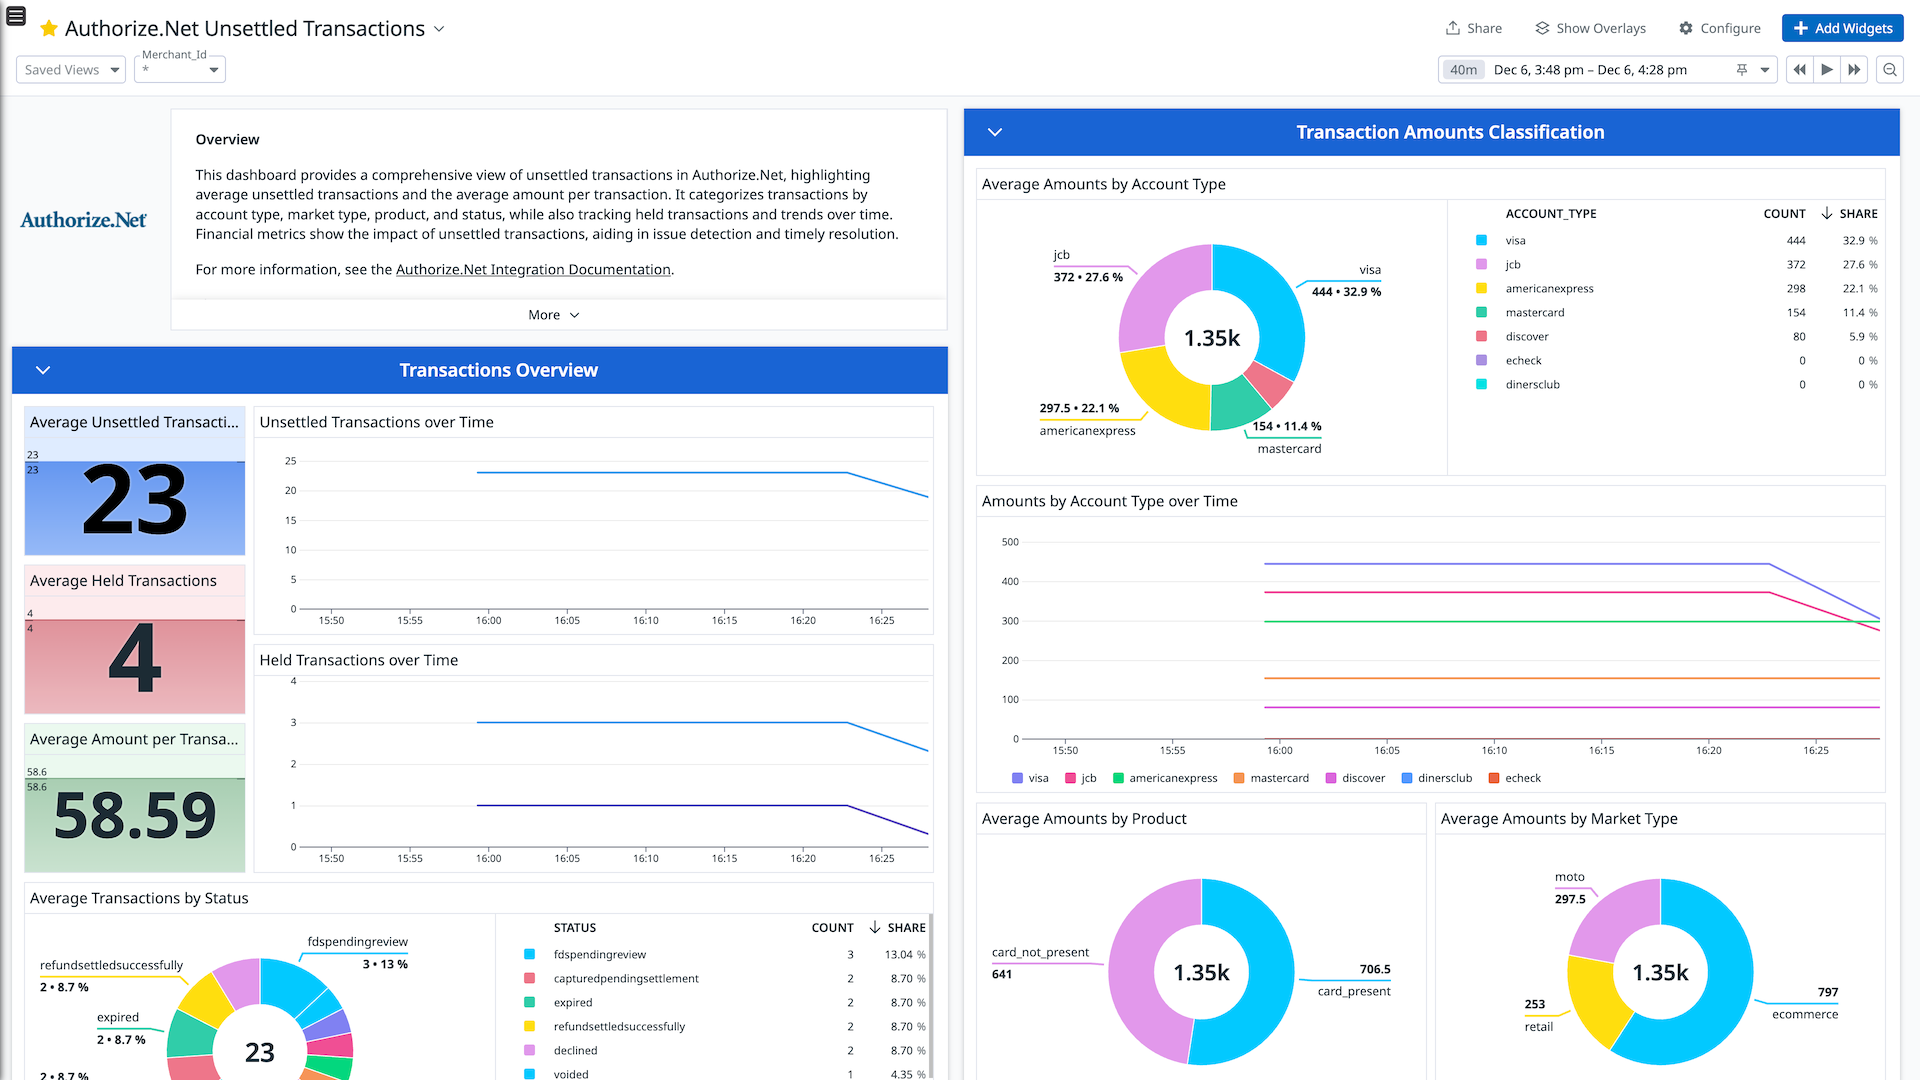 Authorize.Net Unsettled Transactions
Share
Show Overlays
Configure
Add Widgets
Saved Views
Merchant_Id
*
40m
Dec 6, 3:48 pm – Dec 6, 4:28 pm
Authorize.Net
Overview
This dashboard provides a comprehensive view of unsettled transactions in Authorize.Net, highlighting
average unsettled transactions and the average amount per transaction. It categorizes transactions by
account type, market type, product, and status, while also tracking held transactions and trends over time.
Financial metrics show the impact of unsettled transactions, aiding in issue detection and timely resolution.
For more information, see the Authorize.Net Integration Documentation.
More
Transactions Overview
Average Unsettled Transacti...
23
23
23
Unsettled Transactions over Time
25
20
15
10
5
0
15:50 15:55 16:00 16:05 16:10 16:15 16:20 16:25
Average Held Transactions
4
4
4
Held Transactions over Time
4
3
2
1
0
15:50 15:55 16:00 16:05 16:10 16:15 16:20 16:25
Average Amount per Transa...
58.6
58.6
58.59
Average Transactions by Status
fdspendingreview
3 • 13 %
refundsettledsuccessfully
2 • 8.7 %
expired
2 • 8.7 %
2 • 8.7 %
23
STATUS COUNT SHARE
fdspendingreview 3 13.04 %
capturedpendingsettlement 2 8.70 %
expired 2 8.70 %
refundsettledsuccessfully 2 8.70 %
declined 2 8.70 %
voided 1 4.35 %
Transaction Amounts Classification
Average Amounts by Account Type
jcb
372 • 27.6 %
visa
444 • 32.9 %
1.35k
297.5 • 22.1 %
americanexpress
154 • 11.4 %
mastercard
ACCOUNT_TYPE COUNT SHARE
visa 444 32.9 %
jcb 372 27.6 %
americanexpress 298 22.1 %
mastercard 154 11.4 %
discover 80 5.9 %
echeck 0 0 %
dinersclub 0 0 %
Amounts by Account Type over Time
500
400
300
200
100
0
15:50 15:55 16:00 16:05 16:10 16:15 16:20 16:25
visa jcb americanexpress mastercard discover dinersclub echeck
Average Amounts by Product
card_not_present
641
1.35k
706.5
card_present
Average Amounts by Market Type
moto
297.5
1.35k
253
retail
797
ecommerce